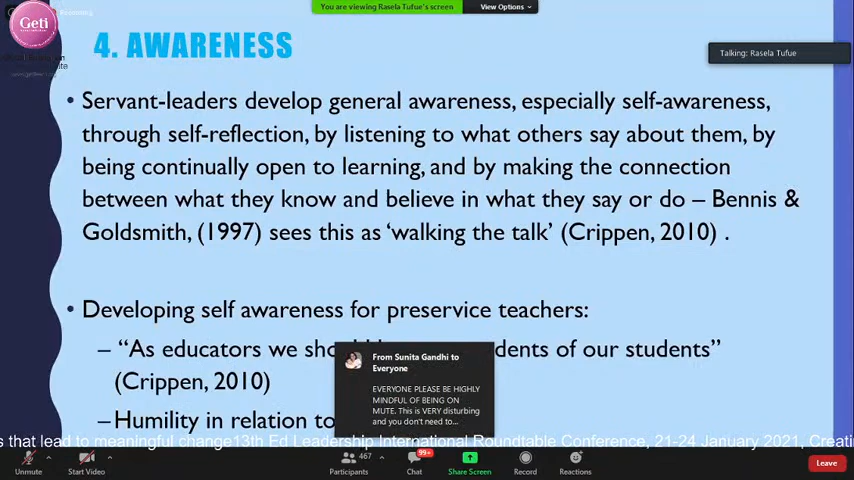 Geti
You are viewing Rasela Tufue's screen
View Options
4. AWARENESS
Talking: Rasela Tufue
• Servant-leaders develop general awareness, especially self-awareness,
through self-reflection, by listening to what others say about them, by
being continually open to learning, and by making the connection
between what they know and believe in what they say or do – Bennis &
Goldsmith, (1997) sees this as ‘walking the talk’ (Crippen, 2010) .
• Developing self awareness for preservice teachers:
– “As educators we of our students”
(Crippen, 2010)
– Humility in relation to
From Sunita Gandhi to
Everyone
EVERYONE PLEASE BE HIGHLY
MINDFUL OF BEING ON
MUTE. This is VERY disturbing
and you don't need to...
s that lead to meaningful change13th Ed Leadership International Roundtable Conference, 21-24 January 2021, Creati
Unmute
Start Video
Participants
467
Chat
99+
Share Screen
Record
Reactions
Leave